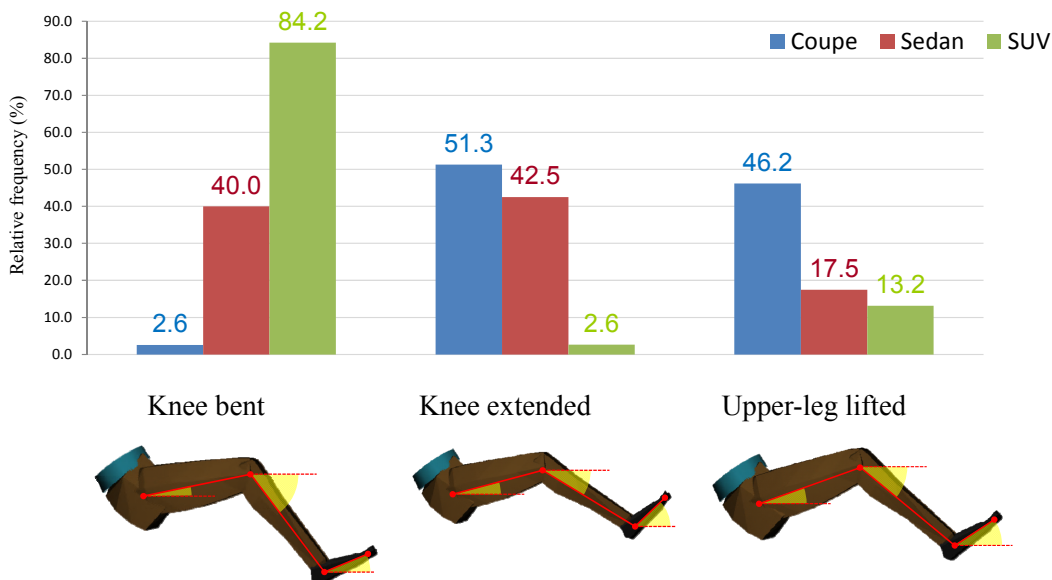 90.0
80.0
70.0
60.0
50.0
40.0
30.0
20.0
10.0
0.0
Relative frequency (%)
Coupe Sedan SUV
2.6 40.0 84.2
51.3 42.5 2.6
46.2 17.5 13.2
Knee bent Knee extended Upper-leg lifted